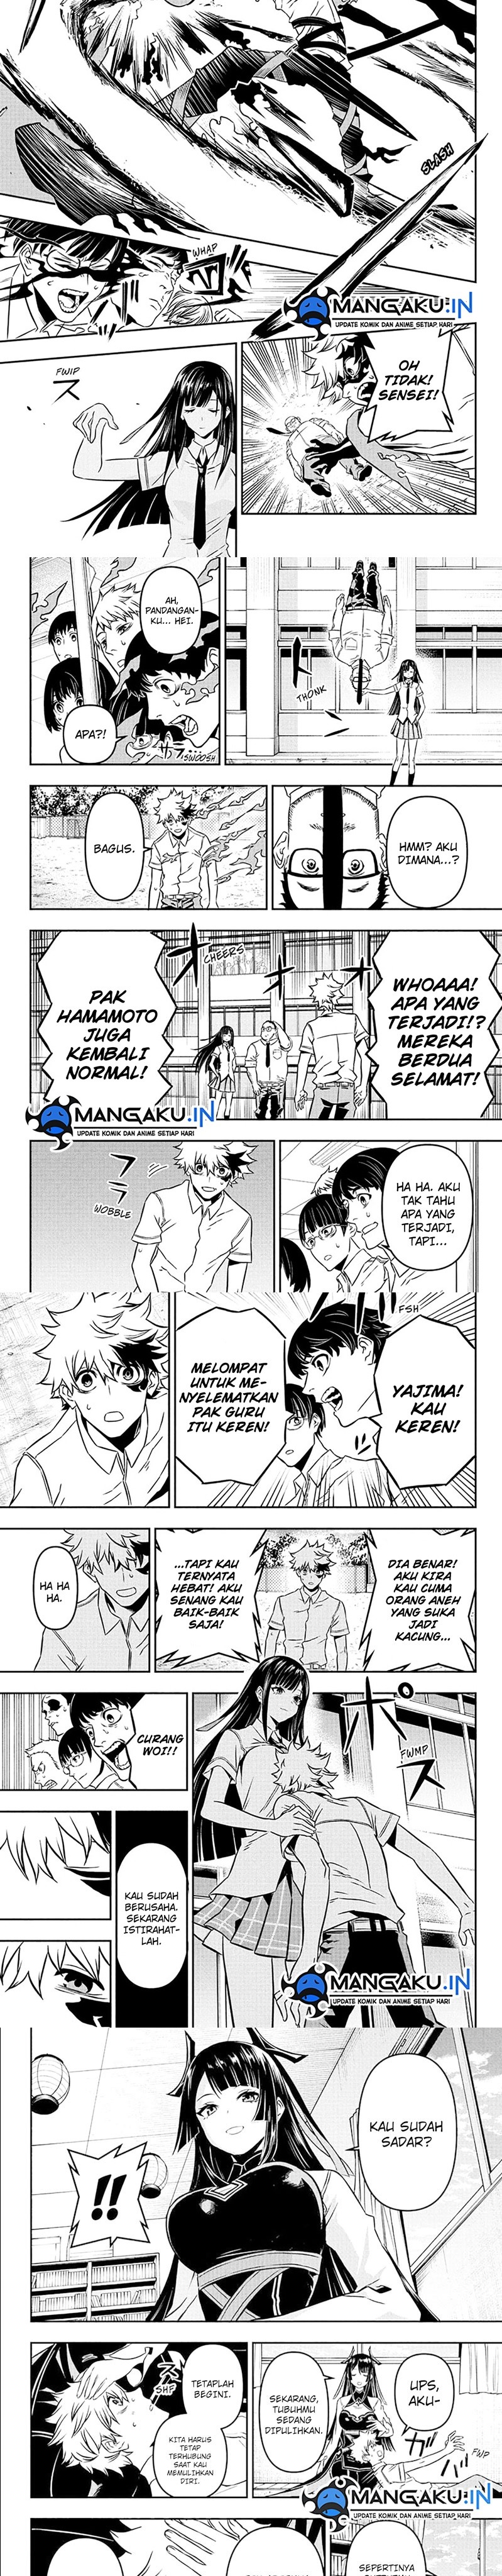 SLASH
WHAP
MANGAKU.IN
UPDATE KOMIK DAN ANIME SETIAP HARI
OH
TIDAK!
SENSEI!
FWIP
ス
THONK
AH,
PANDANGAN-
KU... HEI.
APA?!
SWOOSH
HMM? AKU
DIMANA...?
BAGUS.
WHOAAA!
APA YANG
TERJADI!?
MEREKA
BERDUA
SELAMAT!
CHEERS
PAK
HAMAMOTO
JUGA
KEMBALI
NORMAL!
MANGAKU.IN
UPDATE KOMIK DAN ANIME SETIAP HARI
HA HA. AKU
TAK TAHU
APA YANG
TERJADI,
TAPI...
フラ
WOBBLE
FSH
YAJIMA!
KAU
KEREN!
MELOMPAT
UNTUK ME-
NYELEMATKAN
PAK GURU
ITU KEREN!
DIA BENAR!
AKU KIRA
KAU CUMA
ORANG ANEH
YANG SUKA
JADI
KACUNG...
...TAPI KAU
TERNYATA
HEBAT! AKU
SENANG KAU
BAIK-BAIK
SAJA!
HA HA
HA.
FWMP
CURANG
WOI!!
KAU SUDAH
BERUSAHA.
SEKARANG
ISTIRAHAT-
LAH.
MANGAKU.IN
UPDATE KOMIK DAN ANIME SETIAP HARI
KAU SUDAH
SADAR?
!!
UPS,
AKU-
FWP
SEKARANG,
TUBUHMU
SEDANG
DIPULIHKAN.
TETAPLAH
BEGINI.
SHF
KITA HARUS
TETAP
TERHUBUNG
SAAT KAU
MEMULIHKAN
DIRI.
MANGAKU.IN
UPDATE KOMIK DAN ANIME SETIAP HARI
SEPERTINYA